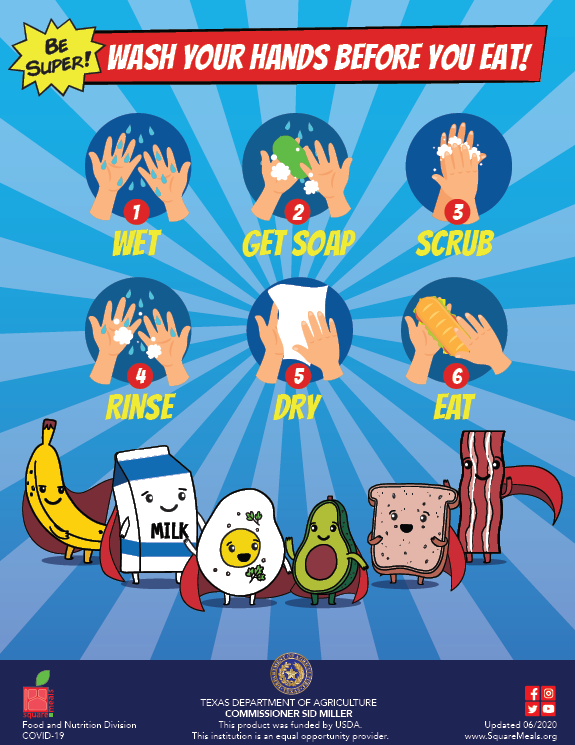 BE
SUPER!
WASH YOUR HANDS BEFORE YOU EAT!
1
WET
2
GET SOAP
3
SCRUB
4
RINSE
5
DRY
6
EAT
MILK
square meals
Food and Nutrition Division
COVID-19
TEXAS DEPARTMENT OF AGRICULTURE
COMMISSIONER SID MILLER
This product was funded by USDA.
This institution is an equal opportunity provider.
Updated 06/2020
www.SquareMeals.org